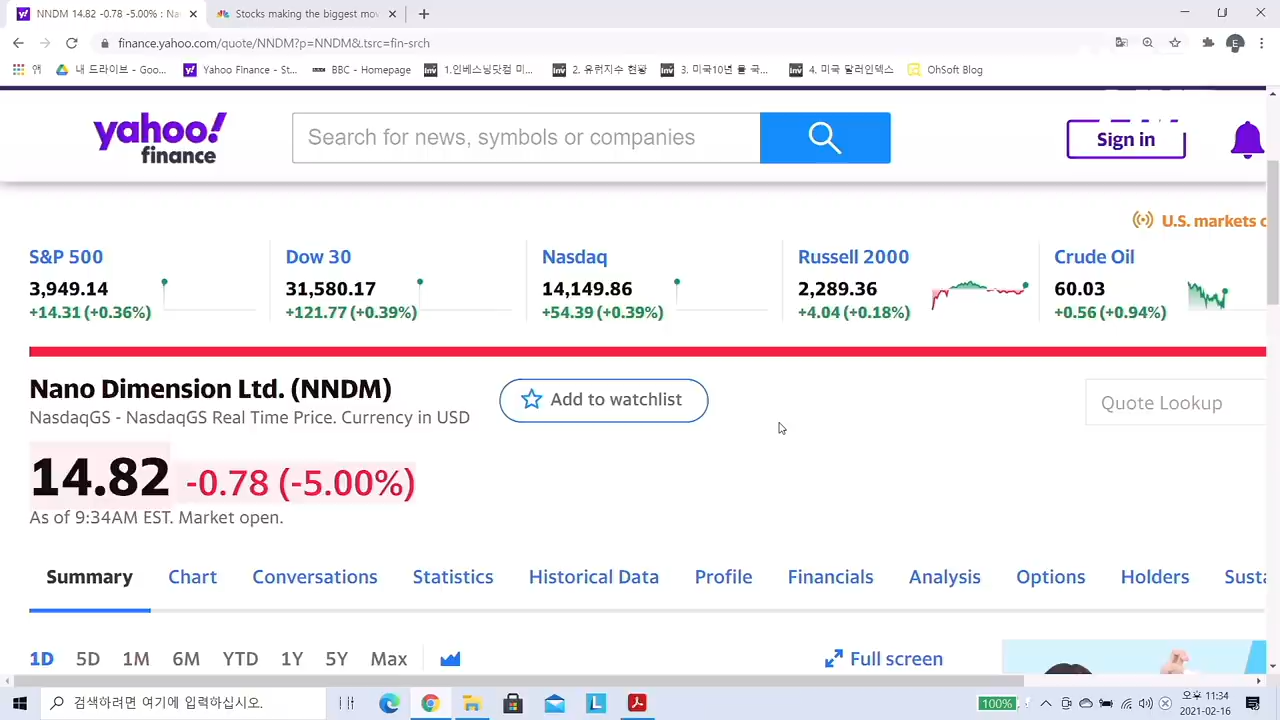 NNDM 14.82 -0.78 -5.00% : Na
Stocks making the biggest mov
finance.yahoo.com/quote/NNDM?p=NNDM&.tsrc=fin-srch
E
앱
내 드라이브 - Goo...
Yahoo Finance - St...
BBC - Homepage
1.인베스닝닷컴 미...
2. 유럽지수 현황
3. 미국10년 물 국...
4. 미국 달러인덱스
OhSoft Blog
yahoo!
finance
Search for news, symbols or companies
Sign in
U.S. markets c
S&P 500
3,949.14
+14.31 (+0.36%)
Dow 30
31,580.17
+121.77 (+0.39%)
Nasdaq
14,149.86
+54.39 (+0.39%)
Russell 2000
2,289.36
+4.04 (+0.18%)
Crude Oil
60.03
+0.56 (+0.94%)
Nano Dimension Ltd. (NNDM)
NasdaqGS - NasdaqGS Real Time Price. Currency in USD
Add to watchlist
Quote Lookup
14.82 -0.78 (-5.00%)
As of 9:34AM EST. Market open.
Summary Chart Conversations Statistics Historical Data Profile Financials Analysis Options Holders Susta
1D 5D 1M 6M YTD 1Y 5Y Max
Full screen
검색하려면 여기에 입력하십시오.
100%
오후 11:34
2021-02-16